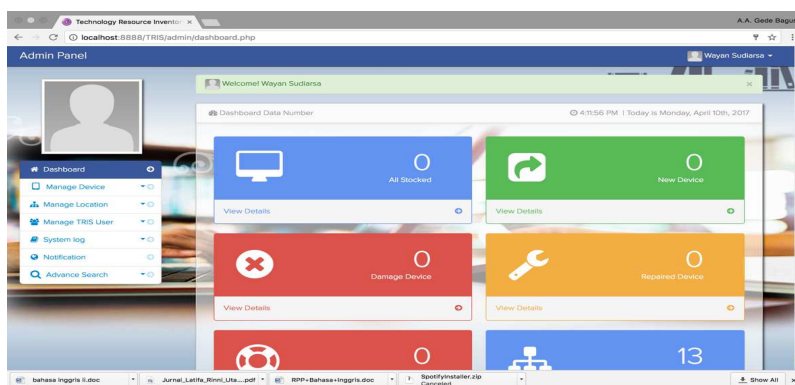 Technology Resource Inventor
A.A. Gede Bagus
localhost:8888/TRIS/admin/dashboard.php
Admin Panel
Wayan Sudiarsa
Welcome! Wayan Sudiarsa
Dashboard Data Number
4:11:56 PM | Today is Monday, April 10th, 2017
Dashboard
Manage Device
Manage Location
Manage TRIS User
System log
Notification
Advance Search
0
All Stocked
View Details
0
New Device
View Details
0
Damage Device
View Details
0
Repaired Device
View Details
0
13
bahasa inggris ii.doc
Jurnal_Latifa_Rinni_Uta....pdf
RPP+Bahasa+Inggris.doc
SpotifyInstaller.zip
Canceled
Show All